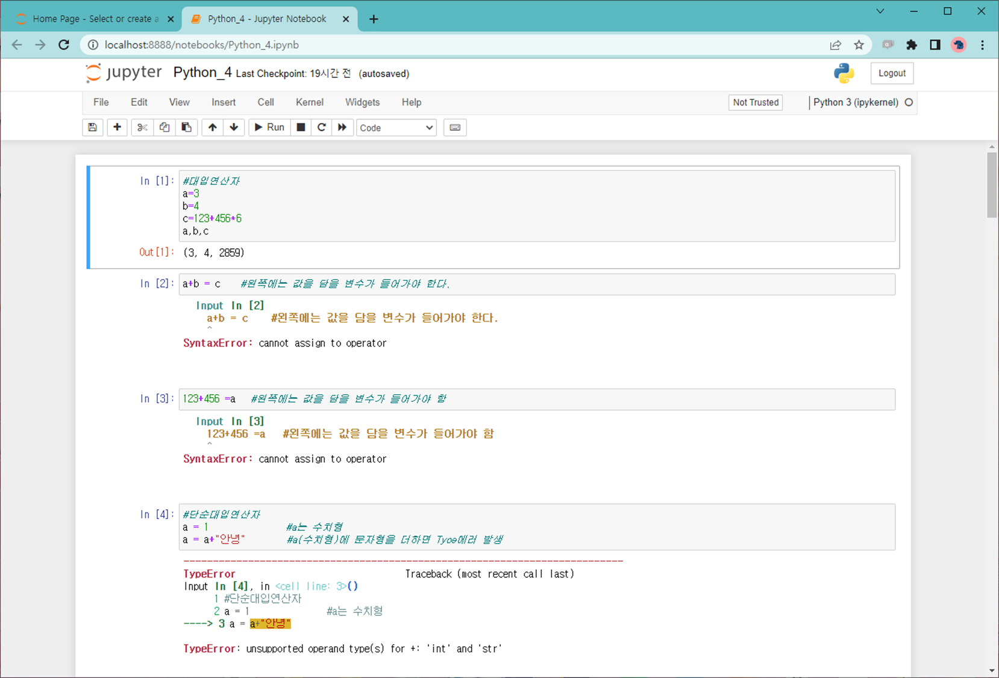 Home Page - Select or create a
Python_4 - Jupyter Notebook
localhost:8888/notebooks/Python_4.ipynb
jupyter Python_4 Last Checkpoint: 19시간 전 (autosaved)
Logout
File Edit View Insert Cell Kernel Widgets Help
Not Trusted
Python 3 (ipykernel)
Run
Code
In [1]: #대입연산자
a=3
b=4
c=123+456*6
a,b,c
Out[1]: (3, 4, 2859)
In [2]: a+b = c #왼쪽에는 값을 담을 변수가 들어가야 한다.
Input In [2]
a+b = c #왼쪽에는 값을 담을 변수가 들어가야 한다.
^
SyntaxError: cannot assign to operator
In [3]: 123+456 =a #왼쪽에는 값을 담을 변수가 들어가야 함
Input In [3]
123+456 =a #왼쪽에는 값을 담을 변수가 들어가야 함
^
SyntaxError: cannot assign to operator
In [4]: #단순대입연산자
a = 1 #a는 수치형
a = a+"안녕" #a(수치형)에 문자형을 더하면 Type에러 발생
---------------------------------------------------------------------------
TypeError Traceback (most recent call last)
Input In [4], in <cell line: 3>()
1 #단순대입연산자
2 a = 1 #a는 수치형
----> 3 a = a+"안녕"
TypeError: unsupported operand type(s) for +: 'int' and 'str'